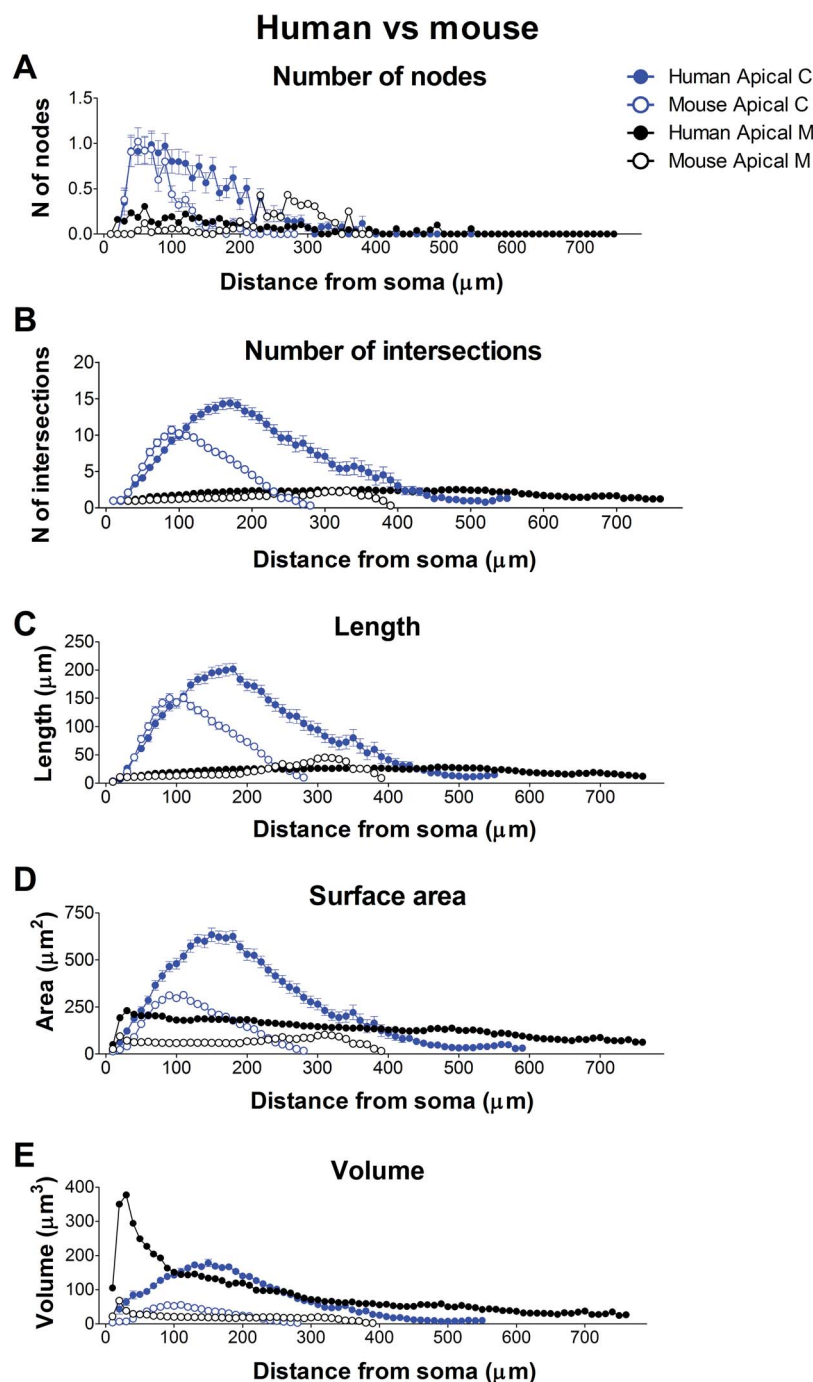 Human vs mouse
A
Number of nodes
Human Apical C
Mouse Apical C
Human Apical M
Mouse Apical M
N of nodes
1.5
1.0
0.5
0.0
0 100 200 300 400 500 600 700
Distance from soma (μm)
B
Number of intersections
N of intersections
20
15
10
5
0
0 100 200 300 400 500 600 700
Distance from soma (μm)
C
Length
Length (μm)
250
200
150
100
50
0
0 100 200 300 400 500 600 700
Distance from soma (μm)
D
Surface area
Area (μm²)
750
500
250
0
0 100 200 300 400 500 600 700
Distance from soma (μm)
E
Volume
Volume (μm³)
400
300
200
100
0
0 100 200 300 400 500 600 700
Distance from soma (μm)